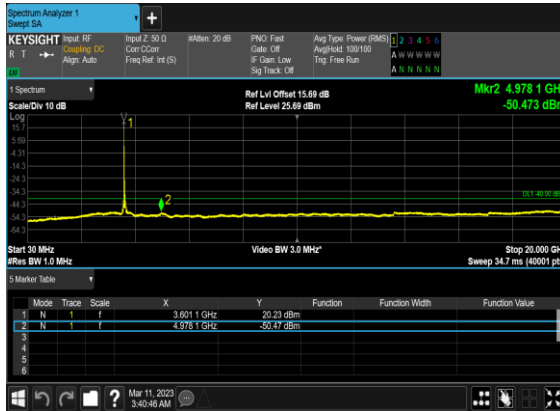 Spectrum Analyzer 1
Swept SA
+
KEYSIGHT
R T
Input: RF
Coupling: DC
Align: Auto
Input Z: 50 Ω
Corr CCorr
Freq Ref: Int (S)
#Atten: 20 dB
PNO: Fast
Gate: Off
IF Gain: Low
Sig Track: Off
Avg Type: Power (RMS)
Avg|Hold: 100/100
Trig: Free Run
1 2 3 4 5 6
A W W W W W
A N N N N N
1 Spectrum
Scale/Div 10 dB
Log
Ref Lvl Offset 15.69 dB
Ref Level 25.69 dBm
Mkr2 4.978 1 GHz
-50.473 dBm
15.7
5.69
-4.31
-14.3
-24.3
-34.3
-44.3
-54.3
-64.3
1
2
Start 30 MHz
#Res BW 1.0 MHz
Video BW 3.0 MHz*
Stop 20.000 GHz
Sweep 34.7 ms (40001 pts)
5 Marker Table
Mode Trace Scale X Y Function Function Width Function Value
1 N 1 f 3.601 1 GHz 20.23 dBm
2 N 1 f 4.978 1 GHz -50.47 dBm
3
4
5
6
?
Mar 11, 2023
3:40:46 AM